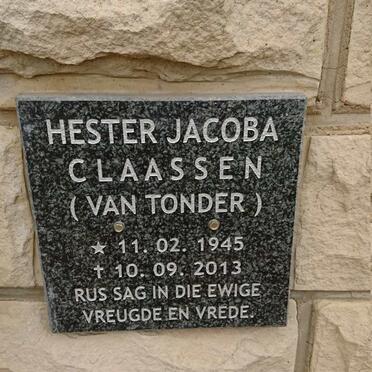 HESTER JACOBA
CLAASSEN
( VAN TONDER )
★ 11. 02. 1945
✝ 10. 09. 2013
RUS SAG IN DIE EWIGE
VREUGDE EN VREDE.